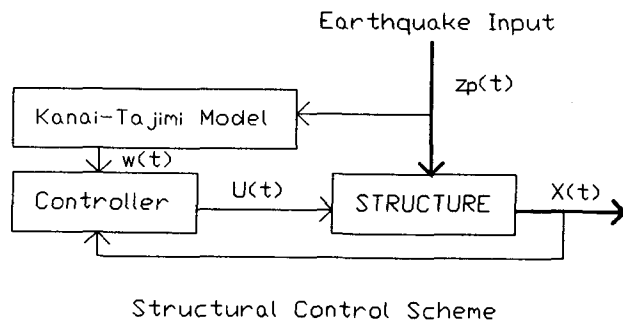 Earthquake Input
zp(t)
Kanai-Tajimi Model
w(t)
Controller
U(t)
STRUCTURE
X(t)
Structural Control Scheme